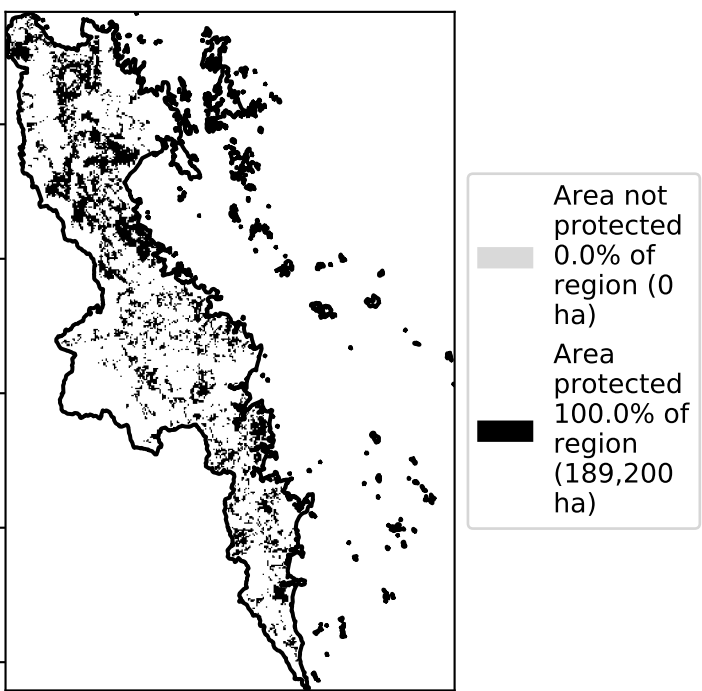 Area not
protected
0.0% of
region (0
ha)
Area
protected
100.0% of
region
(189,200
ha)